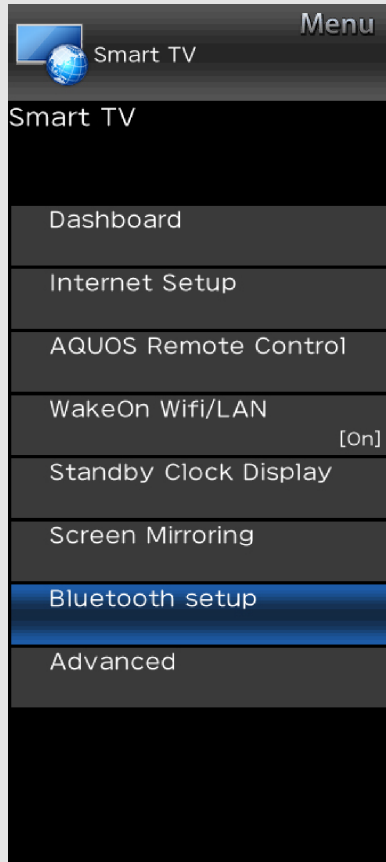 Menu
Smart TV
Smart TV
Dashboard
Internet Setup
AQUOS Remote Control
WakeOn Wifi/LAN
[On]
Standby Clock Display
Screen Mirroring
Bluetooth setup
Advanced